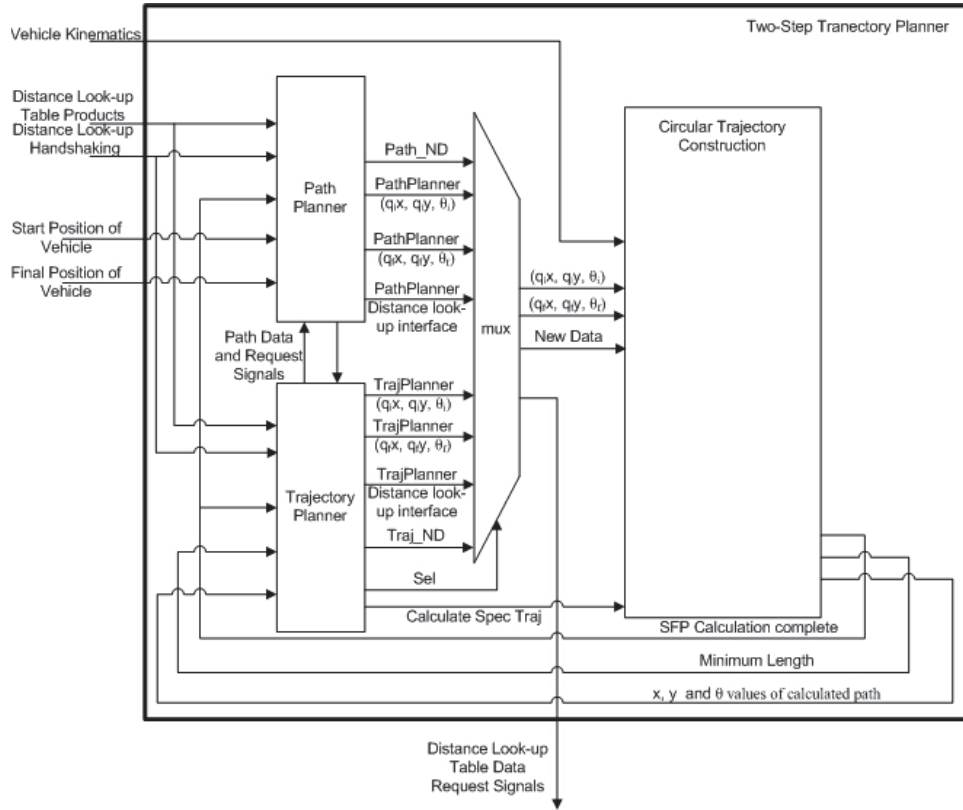 Two-Step Tranectory Planner
Vehicle Kinematics
Distance Look-up
Table Products
Distance Look-up
Handshaking
Start Position of
Vehicle
Final Position of
Vehicle
Path
Planner
Path_ND
PathPlanner
(qᵢx, qᵢy, θᵢ)
PathPlanner
(qfx, qfy, θf)
PathPlanner
Distance look-
up interface
Path Data
and Request
Signals
Trajectory
Planner
TrajPlanner
(qᵢx, qᵢy, θᵢ)
TrajPlanner
(qfx, qfy, θf)
TrajPlanner
Distance look-
up interface
Traj_ND
Sel
Calculate Spec Traj
mux
(qᵢx, qᵢy, θᵢ)
(qfx, qfy, θf)
New Data
Circular Trajectory
Construction
SFP Calculation complete
Minimum Length
x, y and θ values of calculated path
Distance Look-up
Table Data
Request Signals